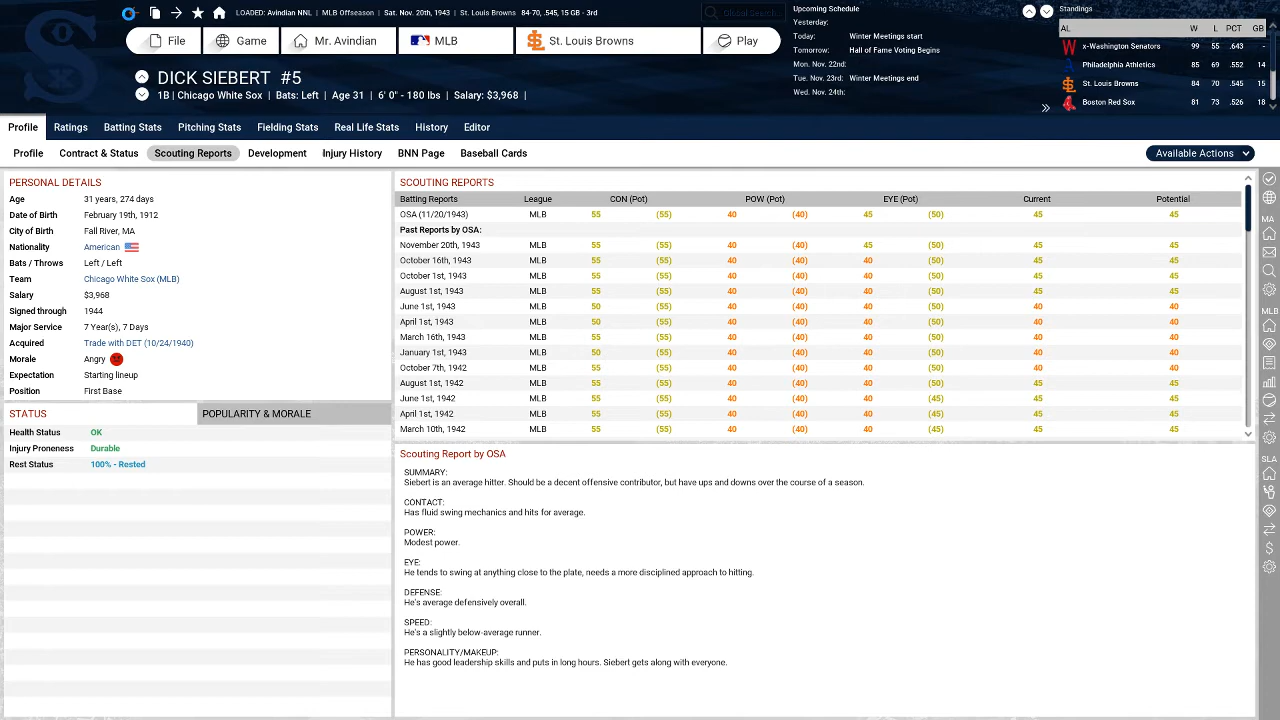 LOADED: Avindian NNL | MLB Offseason | Sat. Nov. 20th, 1943 | St. Louis Browns 84-70, .545, 15 GB - 3rd
Global Search...
File
Game
Mr. Avindian
MLB
St. Louis Browns
Play
Upcoming Schedule
Yesterday:
Today: Winter Meetings start
Tomorrow: Hall of Fame Voting Begins
Mon. Nov. 22nd:
Tue. Nov. 23rd: Winter Meetings end
Wed. Nov. 24th:
Standings
AL W L PCT GB
x-Washington Senators 99 55 .643 -
Philadelphia Athletics 85 69 .552 14
St. Louis Browns 84 70 .545 15
Boston Red Sox 81 73 .526 18
DICK SIEBERT #5
1B | Chicago White Sox | Bats: Left | Age 31 | 6' 0" - 180 lbs | Salary: $3,968 |
Profile Ratings Batting Stats Pitching Stats Fielding Stats Real Life Stats History Editor
Profile Contract & Status Scouting Reports Development Injury History BNN Page Baseball Cards
Available Actions
PERSONAL DETAILS
Age 31 years, 274 days
Date of Birth February 19th, 1912
City of Birth Fall River, MA
Nationality American
Bats / Throws Left / Left
Team Chicago White Sox (MLB)
Salary $3,968
Signed through 1944
Major Service 7 Year(s), 7 Days
Acquired Trade with DET (10/24/1940)
Morale Angry
Expectation Starting lineup
Position First Base
STATUS
POPULARITY & MORALE
Health Status OK
Injury Proneness Durable
Rest Status 100% - Rested
SCOUTING REPORTS
Batting Reports League CON (Pot) POW (Pot) EYE (Pot) Current Potential
OSA (11/20/1943) MLB 55 (55) 40 (40) 45 (50) 45 45
Past Reports by OSA:
November 20th, 1943 MLB 55 (55) 40 (40) 45 (50) 45 45
October 16th, 1943 MLB 55 (55) 40 (40) 40 (50) 45 45
October 1st, 1943 MLB 55 (55) 40 (40) 40 (50) 45 45
August 1st, 1943 MLB 55 (55) 40 (40) 40 (50) 45 45
June 1st, 1943 MLB 50 (55) 40 (40) 40 (50) 40 40
April 1st, 1943 MLB 50 (55) 40 (40) 40 (50) 40 40
March 16th, 1943 MLB 55 (55) 40 (40) 40 (50) 40 40
January 1st, 1943 MLB 50 (55) 40 (40) 40 (50) 40 40
October 7th, 1942 MLB 55 (55) 40 (40) 40 (50) 40 40
August 1st, 1942 MLB 55 (55) 40 (40) 40 (50) 45 45
June 1st, 1942 MLB 55 (55) 40 (40) 40 (45) 45 45
April 1st, 1942 MLB 55 (55) 40 (40) 40 (45) 45 45
March 10th, 1942 MLB 55 (55) 40 (40) 40 (45) 45 45
Scouting Report by OSA
SUMMARY:
Siebert is an average hitter. Should be a decent offensive contributor, but have ups and downs over the course of a season.
CONTACT:
Has fluid swing mechanics and hits for average.
POWER:
Modest power.
EYE:
He tends to swing at anything close to the plate, needs a more disciplined approach to hitting.
DEFENSE:
He's average defensively overall.
SPEED:
He's a slightly below-average runner.
PERSONALITY/MAKEUP:
He has good leadership skills and puts in long hours. Siebert gets along with everyone.
MA
MLB
SLA